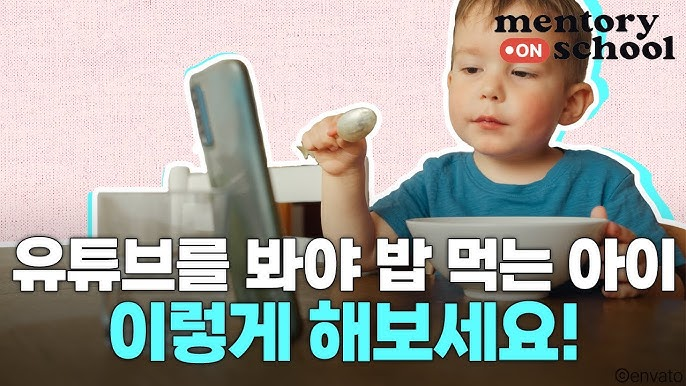 mentory
ON school
유튜브를 봐야 밥 먹는 아이
이렇게 해보세요!
©envato